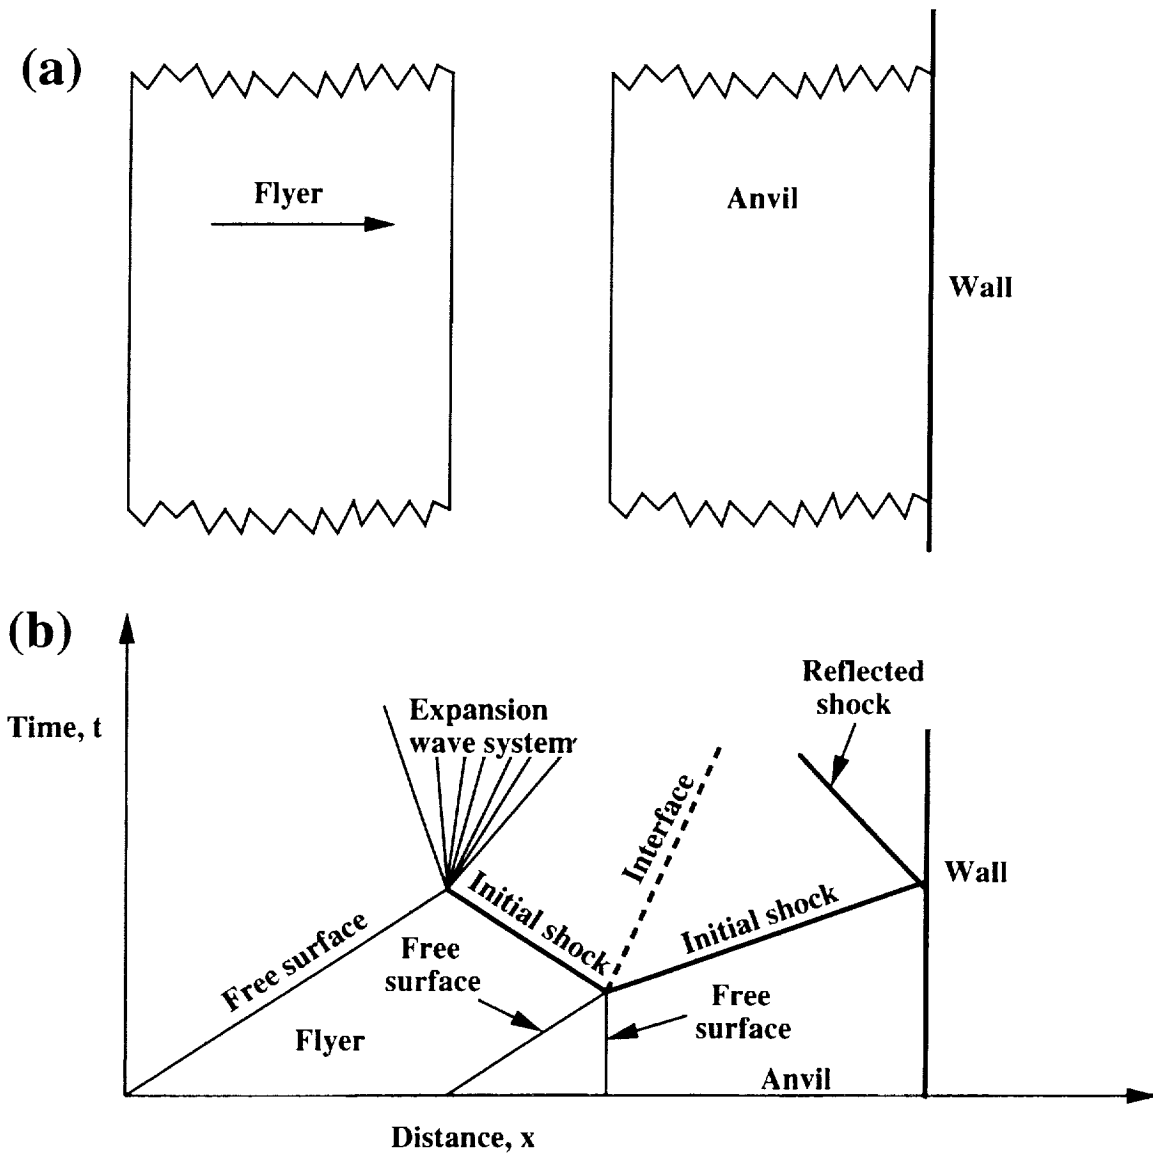 (a)
Flyer
Anvil
Wall
(b)
Time, t
Expansion
wave system
Reflected
shock
Interface
Wall
Initial shock
Initial shock
Free surface
Free
surface
Free
surface
Flyer
Anvil
Distance, x